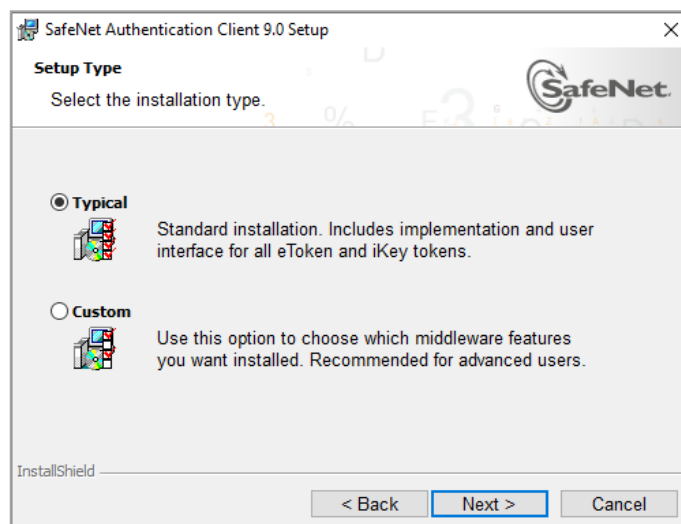 SafeNet Authentication Client 9.0 Setup
Setup Type
Select the installation type.
SafeNet.
Typical
Standard installation. Includes implementation and user
interface for all eToken and iKey tokens.
Custom
Use this option to choose which middleware features
you want installed. Recommended for advanced users.
InstallShield
< Back
Next >
Cancel